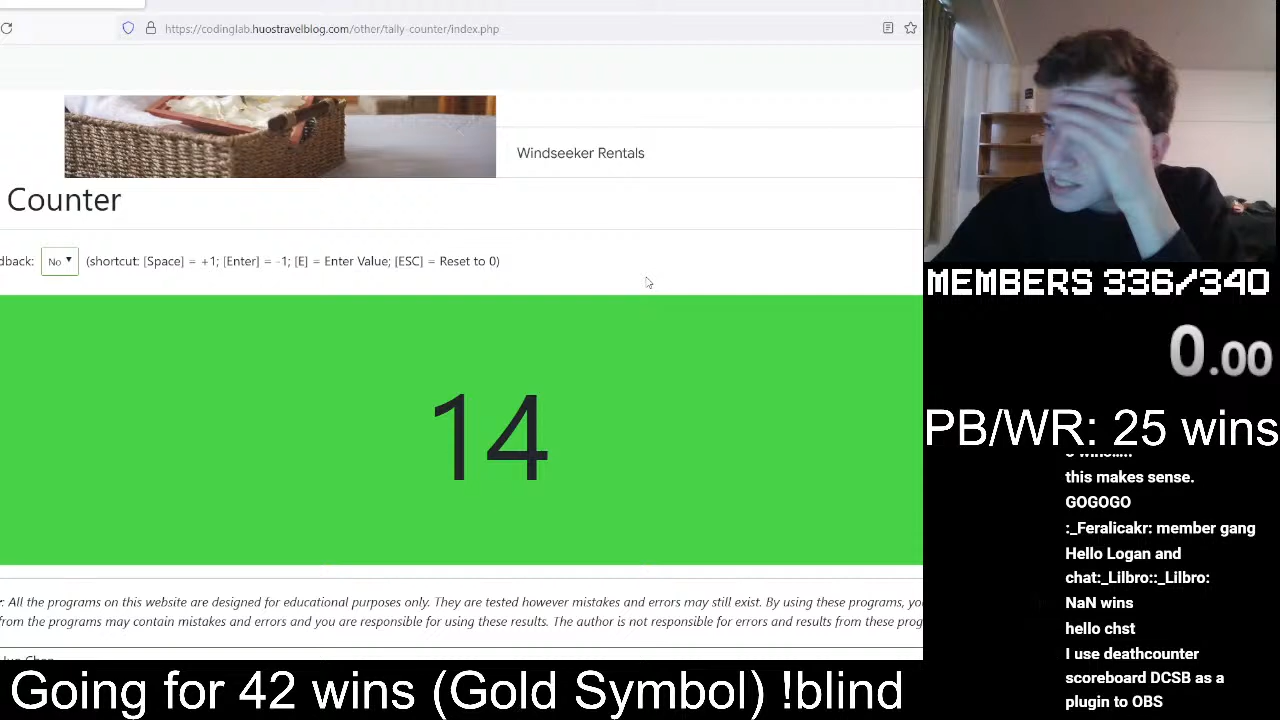 https://codinglab.huostravelblog.com/other/tally-counter/index.php
Windseeker Rentals
Counter
dback: No ▾ (shortcut: [Space] = +1; [Enter] = -1; [E] = Enter Value; [ESC] = Reset to 0)
14
r: All the programs on this website are designed for educational purposes only. They are tested however mistakes and errors may still exist. By using these programs, yo
from the programs may contain mistakes and errors and you are responsible for using these results. The author is not responsible for errors and results from these prog
MEMBERS 336/340
0.00
PB/WR: 25 wins
this makes sense.
GOGOGO
:_Feralicakr: member gang
Hello Logan and
chat:_Lilbro::_Lilbro:
NaN wins
hello chst
I use deathcounter
scoreboard DCSB as a
plugin to OBS
Going for 42 wins (Gold Symbol) !blind